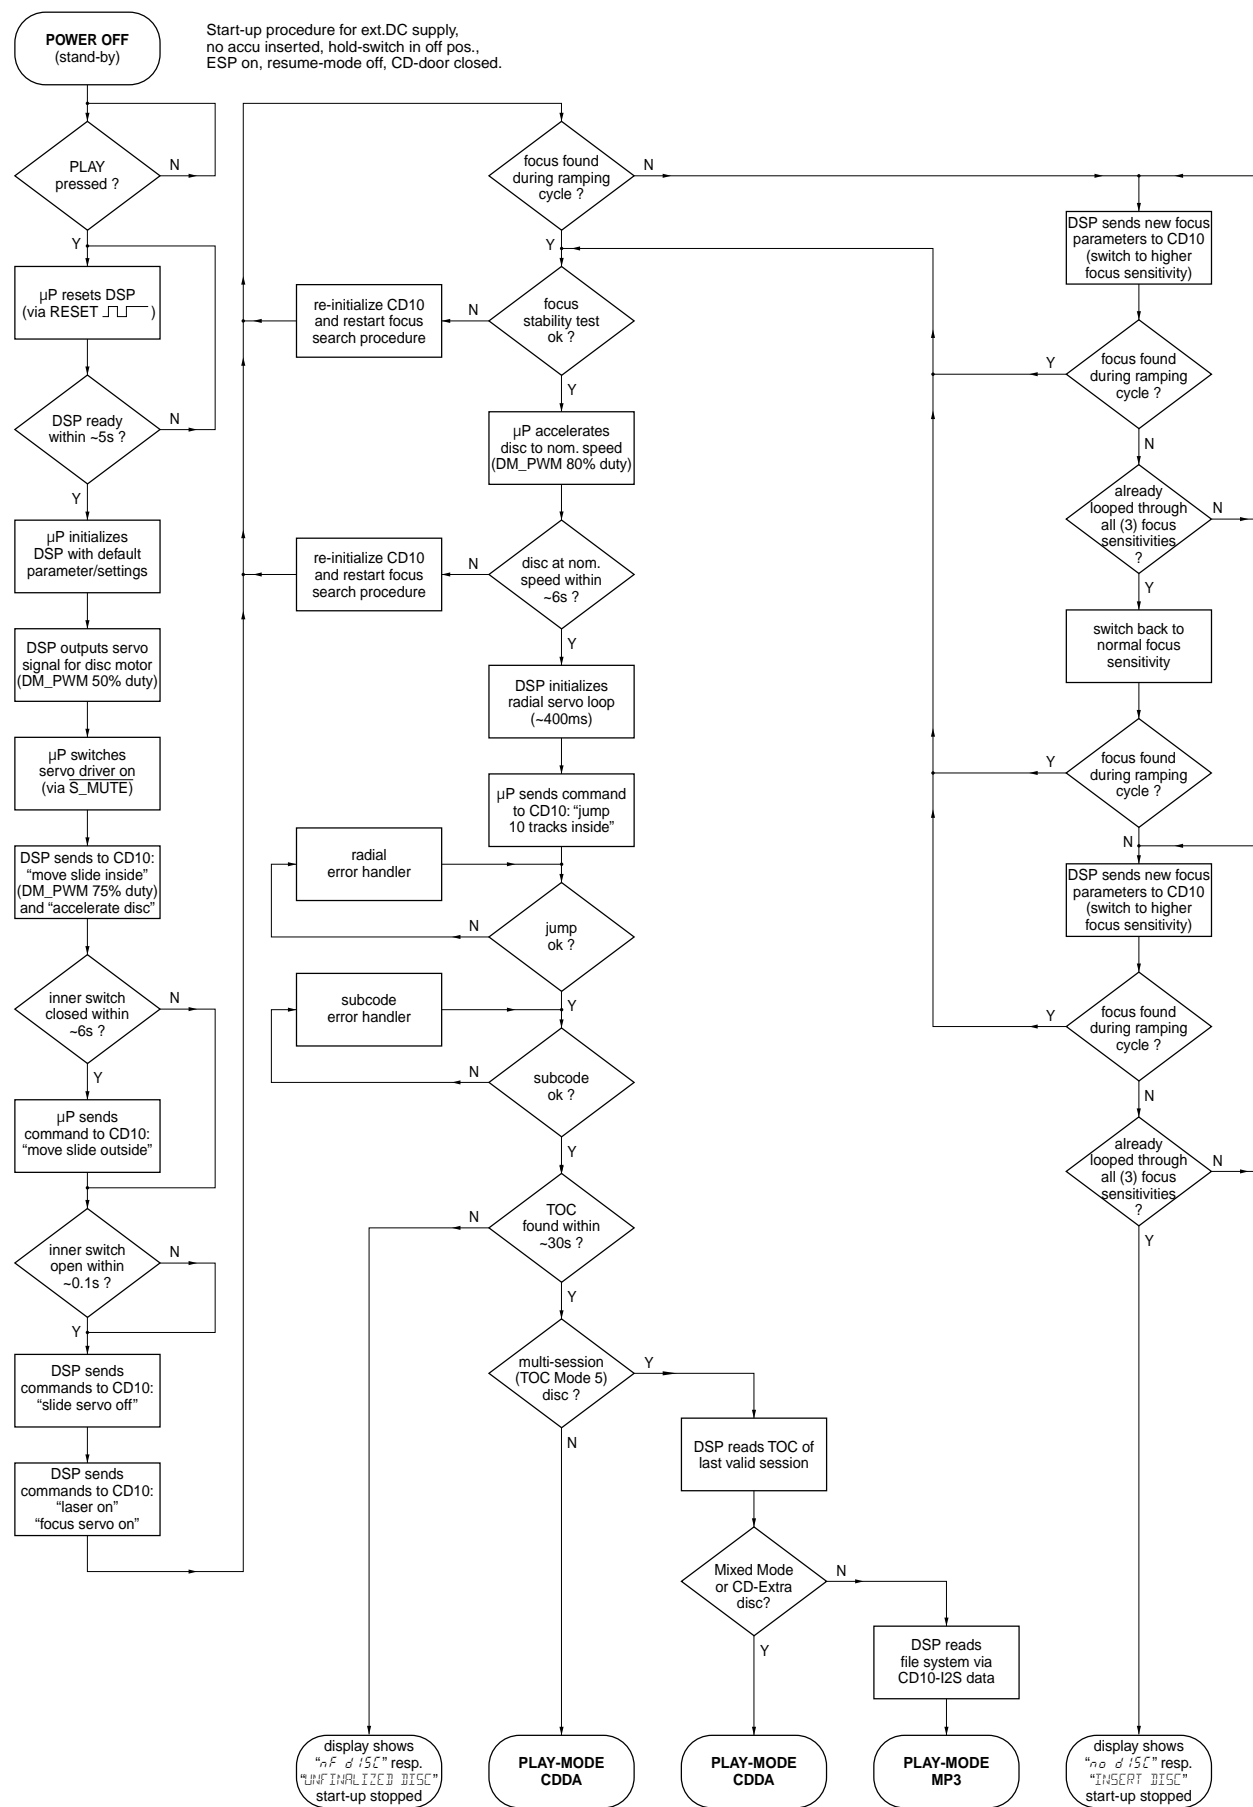 POWER OFF
(stand-by)
Start-up procedure for ext.DC supply,
no accu inserted, hold-switch in off pos.,
ESP on, resume-mode off, CD-door closed.
PLAY
pressed ?
N
Y
µP resets DSP
(via RESET )
DSP ready
within ~5s ?
N
Y
µP initializes
DSP with default
parameter/settings
DSP outputs servo
signal for disc motor
(DM_PWM 50% duty)
µP switches
servo driver on
(via S_MUTE)
DSP sends to CD10:
“move slide inside”
(DM_PWM 75% duty)
and “accelerate disc”
inner switch
closed within
~6s ?
N
Y
µP sends
command to CD10:
“move slide outside”
inner switch
open within
~0.1s ?
N
Y
DSP sends
commands to CD10:
“slide servo off”
DSP sends
commands to CD10:
“laser on”
“focus servo on”
focus found
during ramping
cycle ?
N
Y
focus
stability test
ok ?
N
re-initialize CD10
and restart focus
search procedure
Y
µP accelerates
disc to nom. speed
(DM_PWM 80% duty)
disc at nom.
speed within
~6s ?
N
re-initialize CD10
and restart focus
search procedure
Y
DSP initializes
radial servo loop
(~400ms)
µP sends command
to CD10: “jump
10 tracks inside”
radial
error handler
jump
ok ?
N
Y
subcode
error handler
subcode
ok ?
N
Y
TOC
found within
~30s ?
N
Y
multi-session
(TOC Mode 5)
disc ?
Y
N
DSP reads TOC of
last valid session
Mixed Mode
or CD-Extra
disc?
N
Y
DSP reads
file system via
CD10-I2S data
DSP sends new focus
parameters to CD10
(switch to higher
focus sensitivity)
focus found
during ramping
cycle ?
Y
N
already
looped through
all (3) focus
sensitivities
?
N
Y
switch back to
normal focus
sensitivity
focus found
during ramping
cycle ?
Y
N
DSP sends new focus
parameters to CD10
(switch to higher
focus sensitivity)
focus found
during ramping
cycle ?
Y
N
already
looped through
all (3) focus
sensitivities
?
N
Y
display shows
“nF dISC” resp.
“UNFINALIZED DISC”
start-up stopped
PLAY-MODE
CDDA
PLAY-MODE
CDDA
PLAY-MODE
MP3
display shows
“no dISC” resp.
“INSERT DISC”
start-up stopped